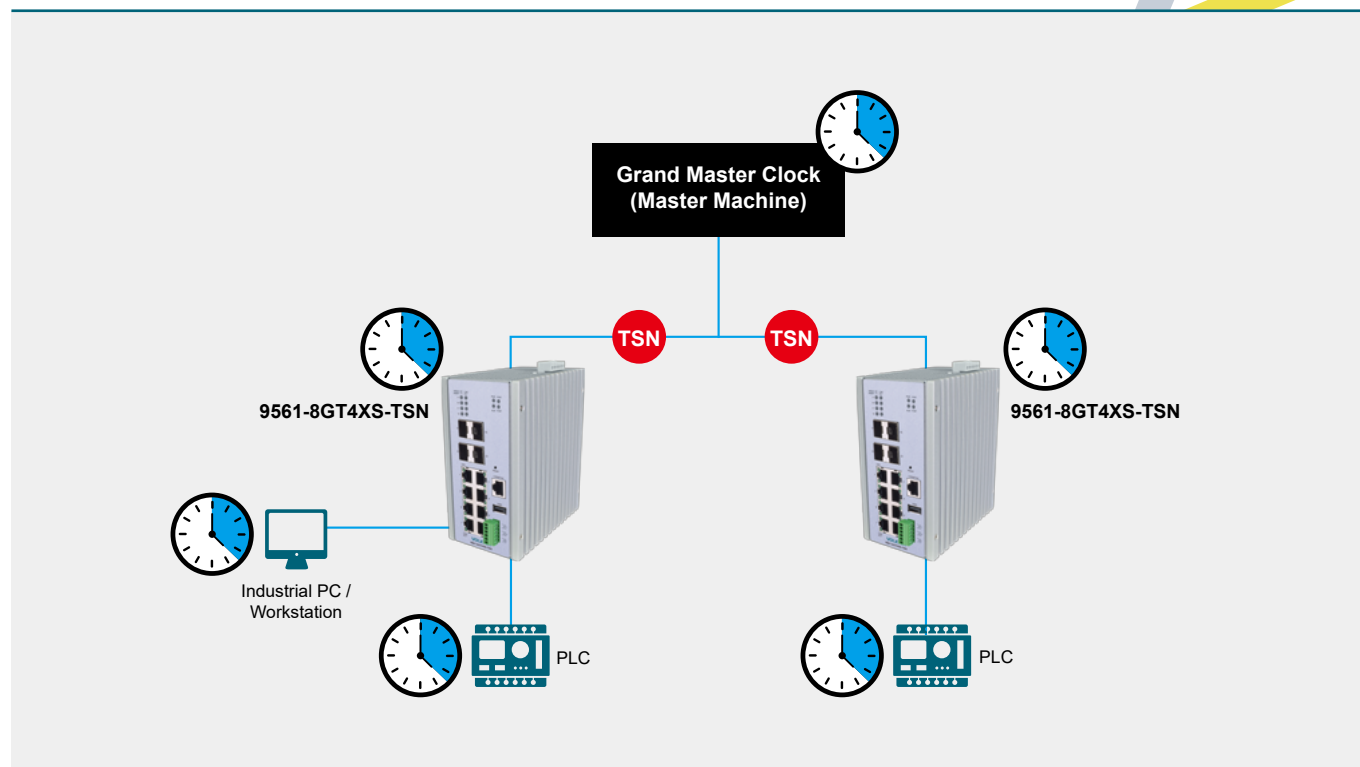 Grand Master Clock
(Master Machine)
TSN
TSN
9561-8GT4XS-TSN
9561-8GT4XS-TSN
Industrial PC /
Workstation
PLC
PLC